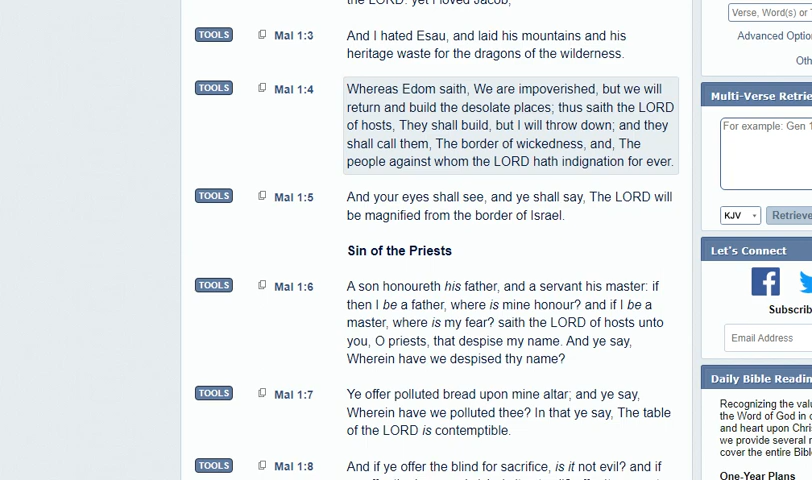 the LORD: yet I loved Jacob,
TOOLS Mal 1:3 And I hated Esau, and laid his mountains and his
heritage waste for the dragons of the wilderness.
TOOLS Mal 1:4 Whereas Edom saith, We are impoverished, but we will
return and build the desolate places; thus saith the LORD
of hosts, They shall build, but I will throw down; and they
shall call them, The border of wickedness, and, The
people against whom the LORD hath indignation for ever.
TOOLS Mal 1:5 And your eyes shall see, and ye shall say, The LORD will
be magnified from the border of Israel.
Sin of the Priests
TOOLS Mal 1:6 A son honoureth his father, and a servant his master: if
then I be a father, where is mine honour? and if I be a
master, where is my fear? saith the LORD of hosts unto
you, O priests, that despise my name. And ye say,
Wherein have we despised thy name?
TOOLS Mal 1:7 Ye offer polluted bread upon mine altar; and ye say,
Wherein have we polluted thee? In that ye say, The table
of the LORD is contemptible.
TOOLS Mal 1:8 And if ye offer the blind for sacrifice, is it not evil? and if
Verse, Word(s) or T
Advanced Optio
Oth
Multi-Verse Retrie
For example: Gen 1
KJV Retrieve
Let's Connect
Subscrib
Email Address
Daily Bible Readin
Recognizing the valu
the Word of God in c
and heart upon Chris
we provide several r
cover the entire Bibl
One-Year Plans